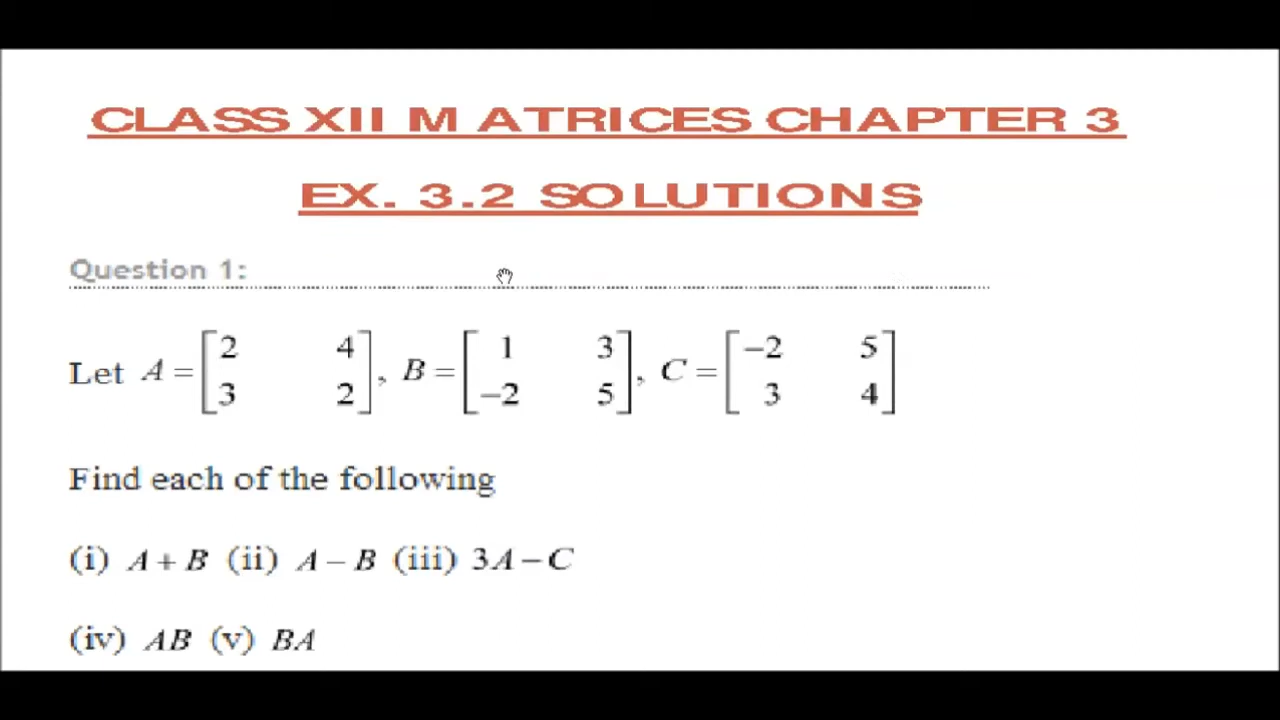 CLASS XII M ATRICES CHAPTER 3
EX. 3.2 SOLUTIONS
Question 1:
Let A = [2 4; 3 2], B = [1 3; −2 5], C = [−2 5; 3 4]
Find each of the following
(i) A + B (ii) A − B (iii) 3A − C
(iv) AB (v) BA